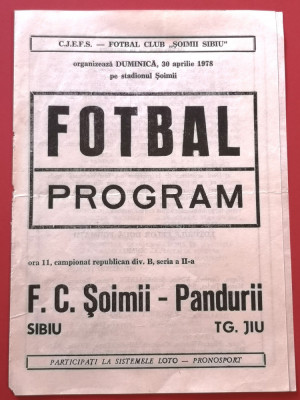 C.J.E.F.S. — FOTBAL CLUB „ŞOIMII SIBIU”
organizează DUMINICĂ, 30 aprilie 1978
pe stadionul Şoimii
FOTBAL
PROGRAM
ora 11, campionat republican div. B, seria a II-a
F. C. Şoimii - Pandurii
SIBIU TG. JIU
PARTICIPAŢI LA SISTEMELE LOTO — PRONOSPORT